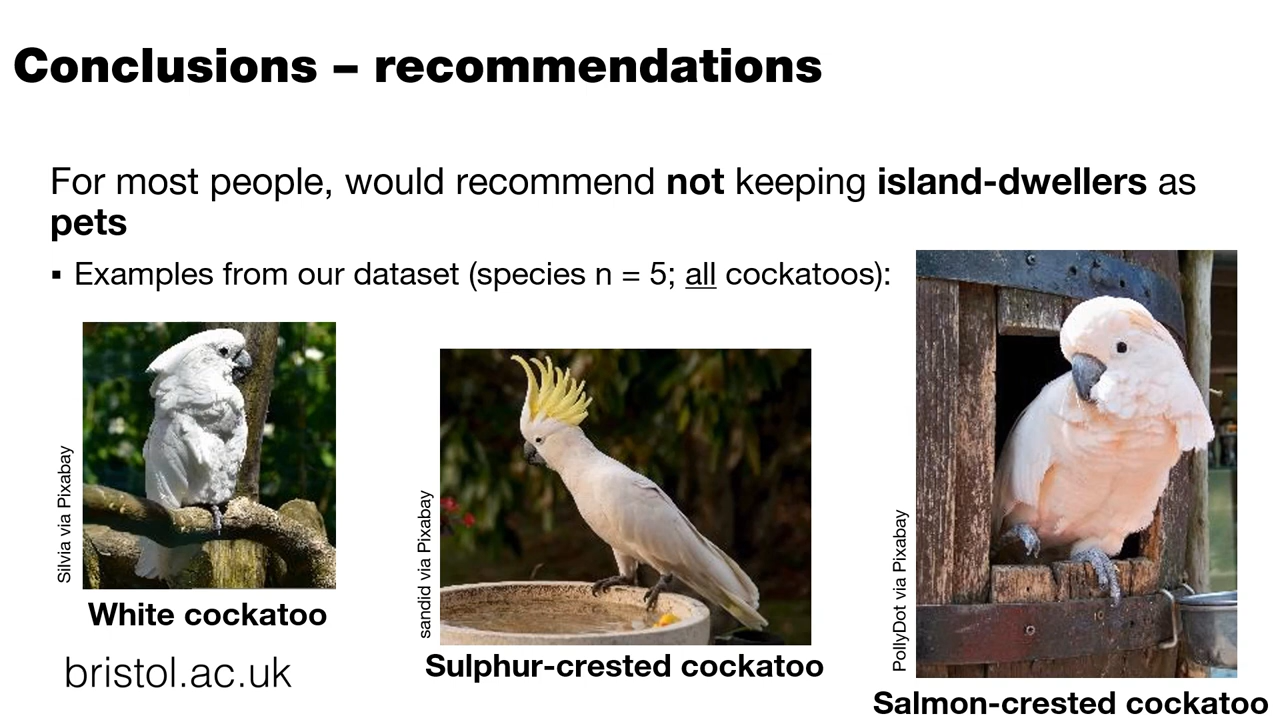 Conclusions – recommendations
For most people, would recommend not keeping island-dwellers as
pets
▪ Examples from our dataset (species n = 5; all cockatoos):
Silvia via Pixabay
White cockatoo
sandid via Pixabay
Sulphur-crested cockatoo
PollyDot via Pixabay
Salmon-crested cockatoo
bristol.ac.uk